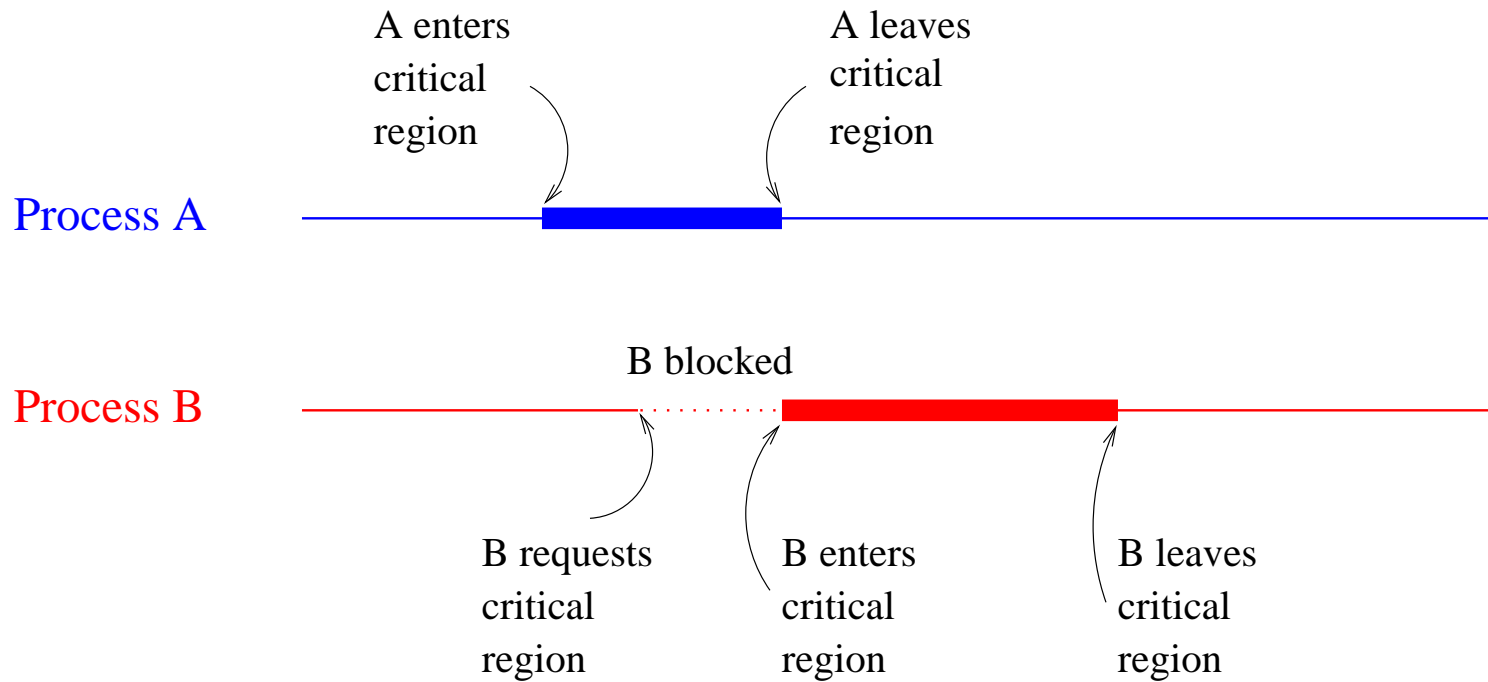 A enters
critical
region
A leaves
critical
region
Process A
B blocked
Process B
B requests
critical
region
B enters
critical
region
B leaves
critical
region